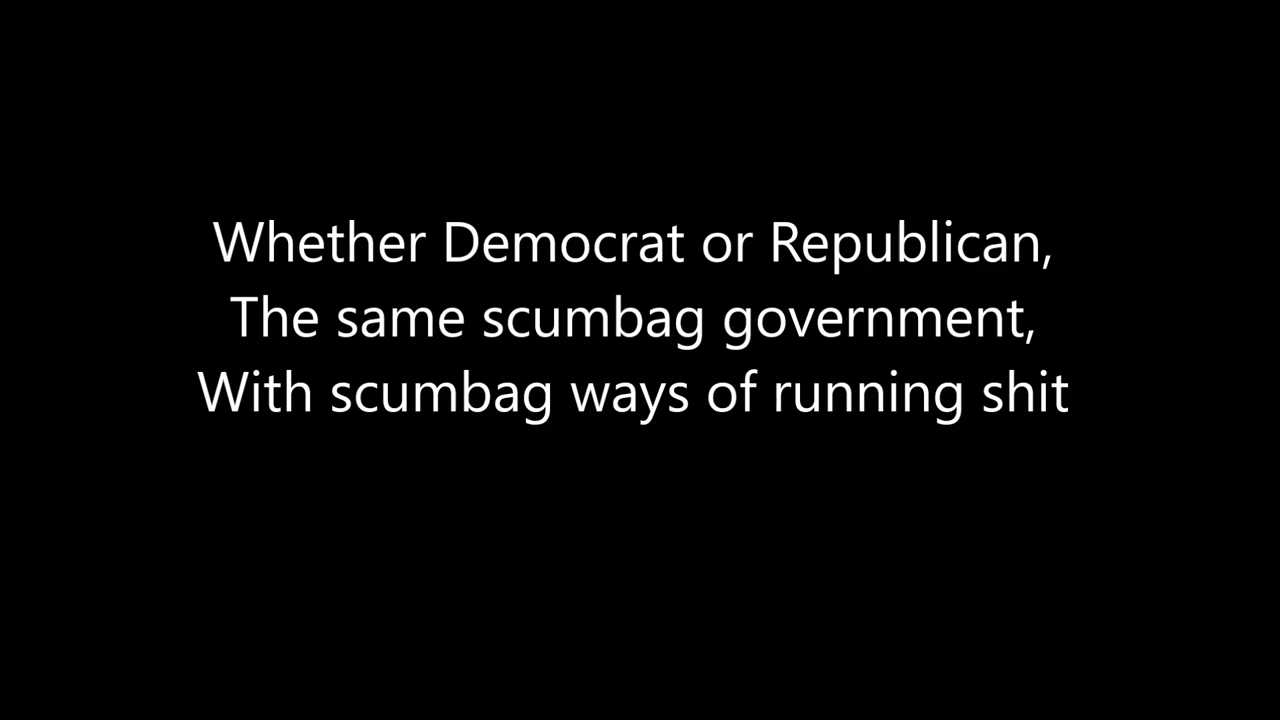 Whether Democrat or Republican,
The same scumbag government,
With scumbag ways of running shit